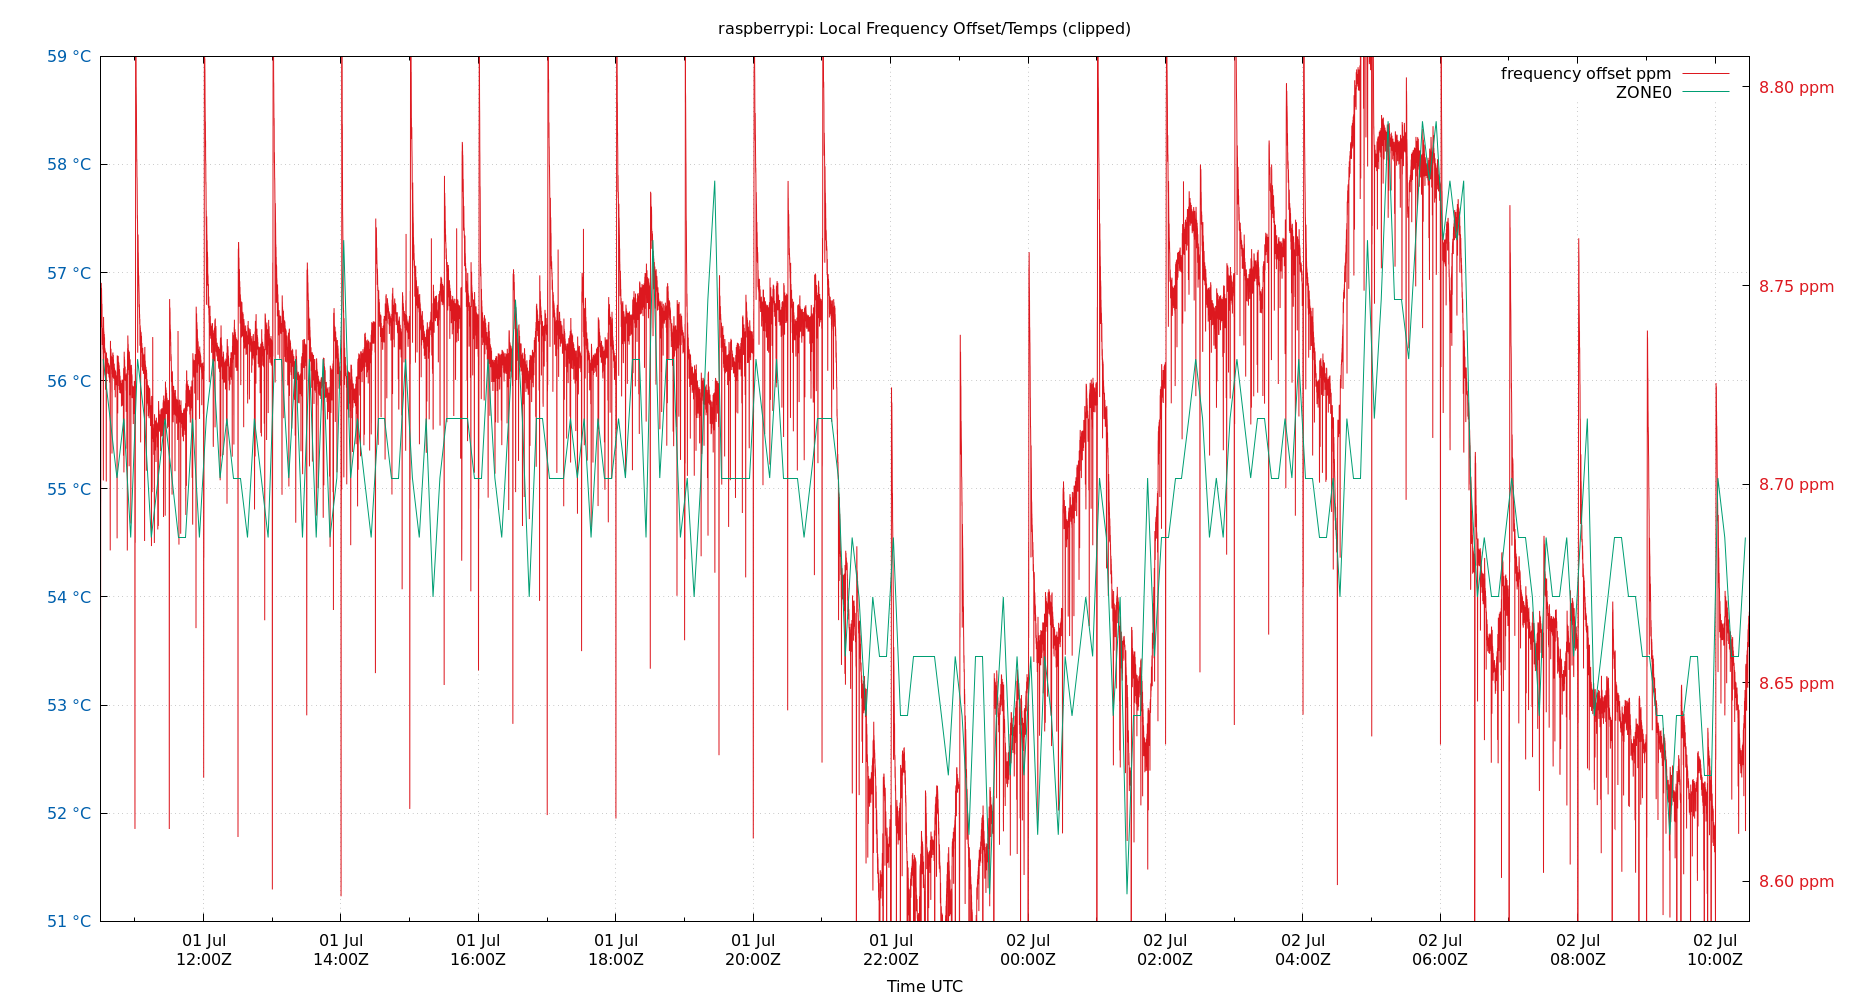 raspberrypi: Local Frequency Offset/Temps (clipped)
59 °C
58 °C
57 °C
56 °C
55 °C
54 °C
53 °C
52 °C
51 °C
frequency offset ppm
ZONE0
8.80 ppm
8.75 ppm
8.70 ppm
8.65 ppm
8.60 ppm
01 Jul
12:00Z
01 Jul
14:00Z
01 Jul
16:00Z
01 Jul
18:00Z
01 Jul
20:00Z
01 Jul
22:00Z
02 Jul
00:00Z
02 Jul
02:00Z
02 Jul
04:00Z
02 Jul
06:00Z
02 Jul
08:00Z
02 Jul
10:00Z
Time UTC